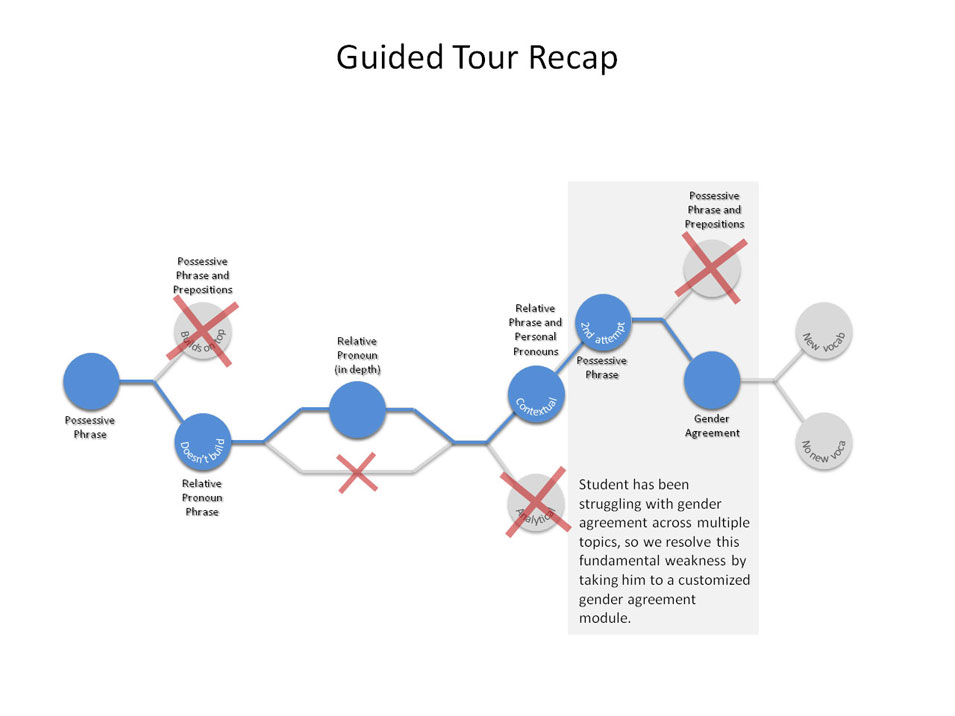 Guided Tour Recap
Possessive
Phrase
Possessive
Phrase and
Prepositions
Builds on top
Doesn't build
Relative
Pronoun
Phrase
Relative
Pronoun
(in depth)
Relative
Phrase and
Personal
Pronouns
Contextual
Analytical
2nd attempt
Possessive
Phrase
Possessive
Phrase and
Prepositions
Gender
Agreement
New vocab
No new voca
Student has been
struggling with gender
agreement across multiple
topics, so we resolve this
fundamental weakness by
taking him to a customized
gender agreement
module.